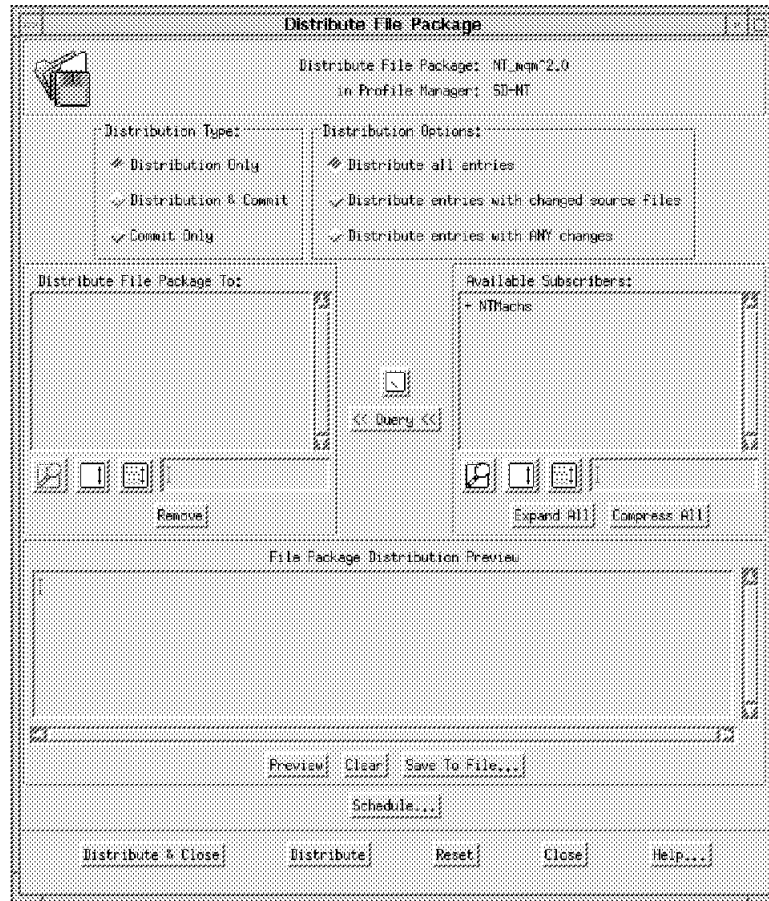 Distribute File Package
Distribute File Package: NT_mqm^2.0
in Profile Manager: SD-NT
Distribution Type:
Distribution Only
Distribution & Commit
Commit Only
Distribution Options:
Distribute all entries
Distribute entries with changed source files
Distribute entries with ANY changes
Distribute File Package To:
Remove
<< Query <<
Available Subscribers:
- NTMachs
Expand All Compress All
File Package Distribution Preview
Preview Clear Save To File...
Schedule...
Distribute & Close Distribute Reset Close Help...